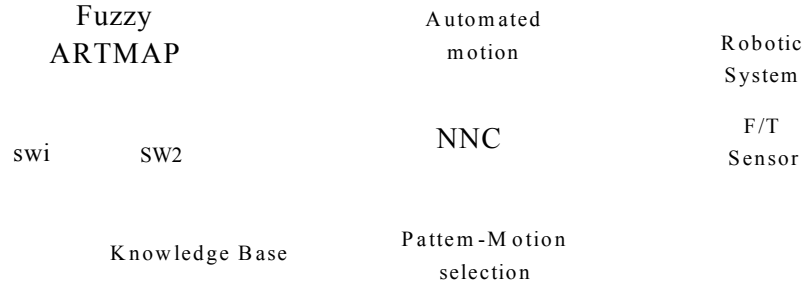 Fuzzy
ARTMAP
Automated
motion
Robotic
System
swi
SW2
NNC
F/T
Sensor
Knowledge Base
Pattem-Motion
selection